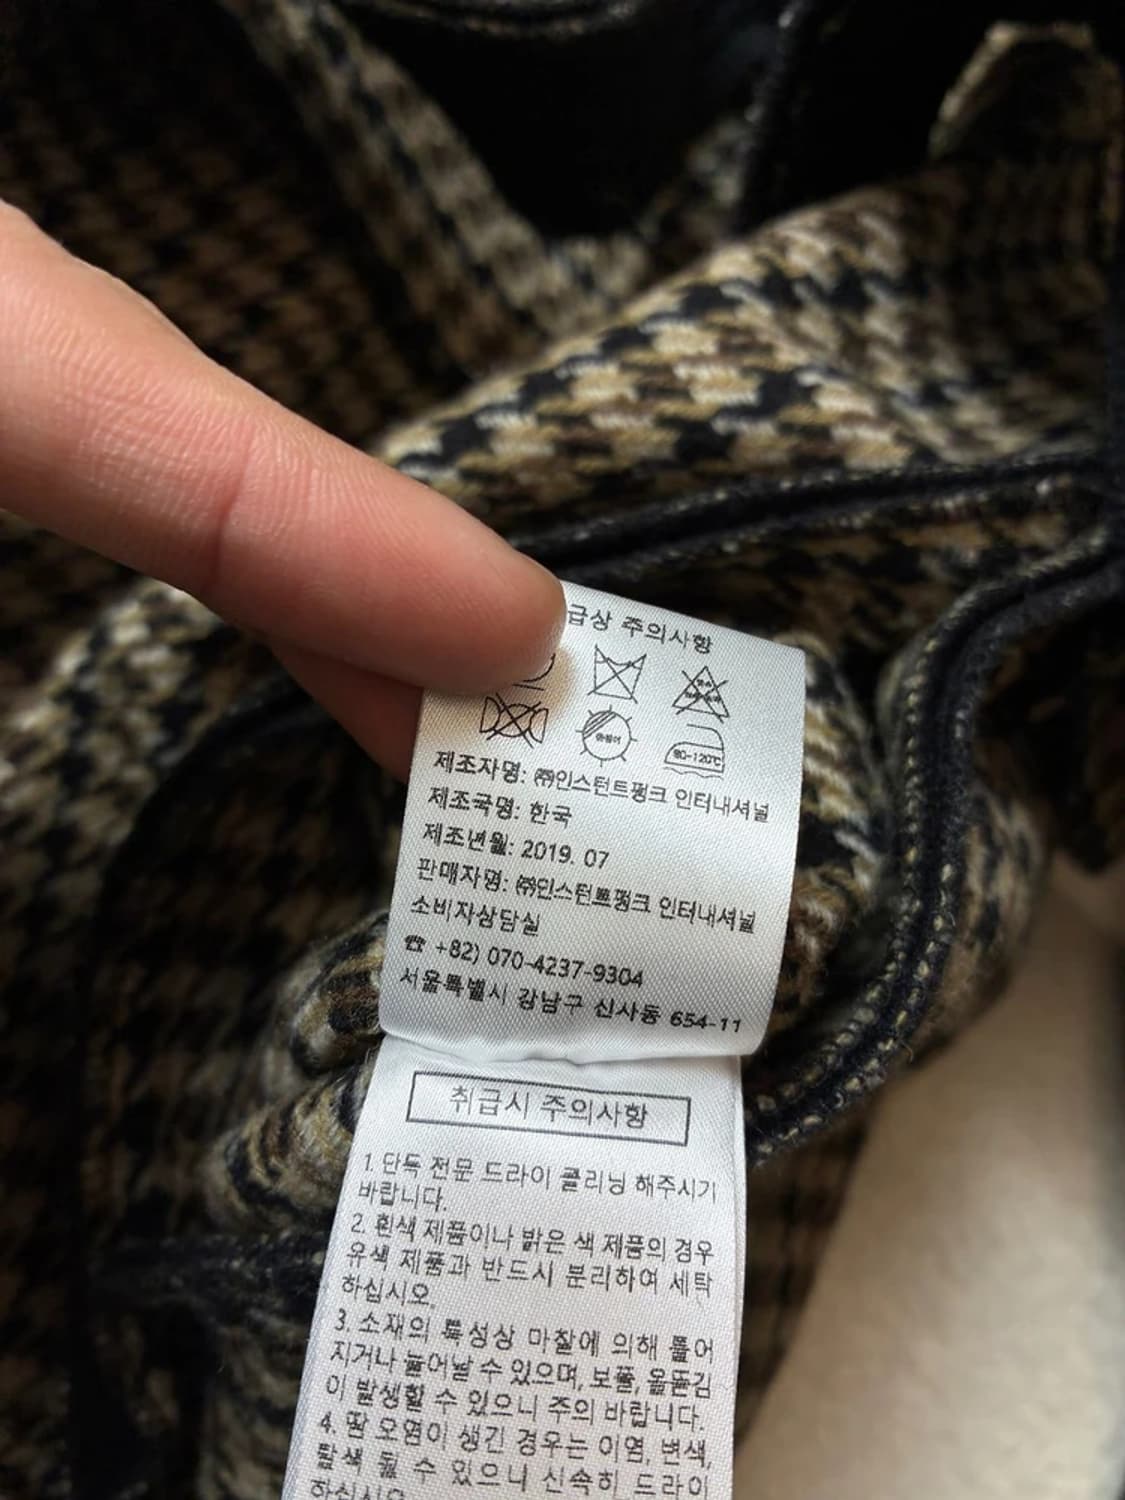 급상 주의사항
80~120℃
제조자명: ㈜인스턴트펑크 인터내셔널
제조국명: 한국
제조년월: 2019. 07
판매자명: ㈜인스턴트펑크 인터내셔널
소비자상담실
☎ +82) 070-4237-9304
서울특별시 강남구 신사동 654-11
취급시 주의사항
1. 단독 전문 드라이 클리닝 해주시기
바랍니다.
2. 흰색 제품이나 밝은 색 제품의 경우
유색 제품과 반드시 분리하여 세탁
하십시오.
3. 소재의 특성상 마찰에 의해 틀어
지거나 늘어날 수 있으며, 보풀, 올뜯김
이 발생할 수 있으니 주의 바랍니다.
4. 땀 오염이 생긴 경우는 이염, 변색,
탈색 될 수 있으니 신속히 드라이
하십시오